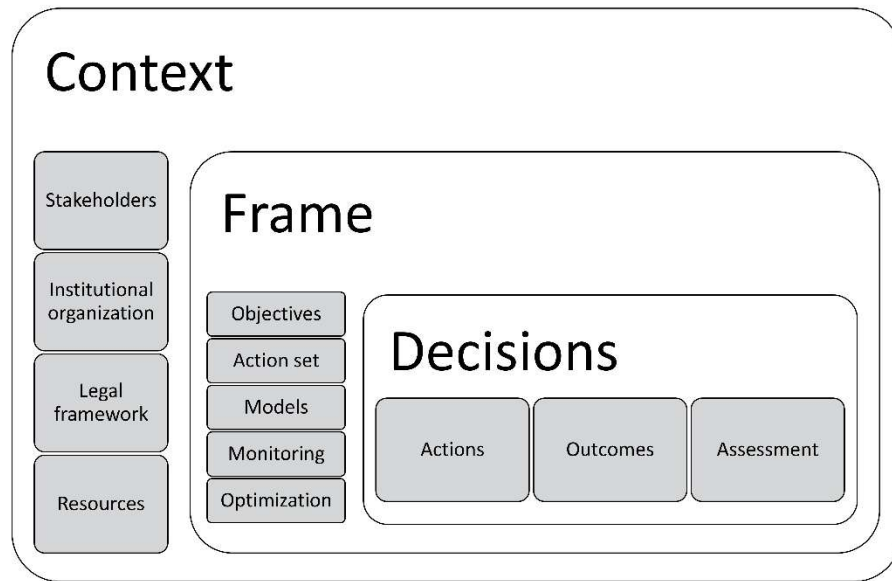 Context
Stakeholders
Institutional
organization
Legal
framework
Resources
Frame
Objectives
Action set
Models
Monitoring
Optimization
Decisions
Actions
Outcomes
Assessment